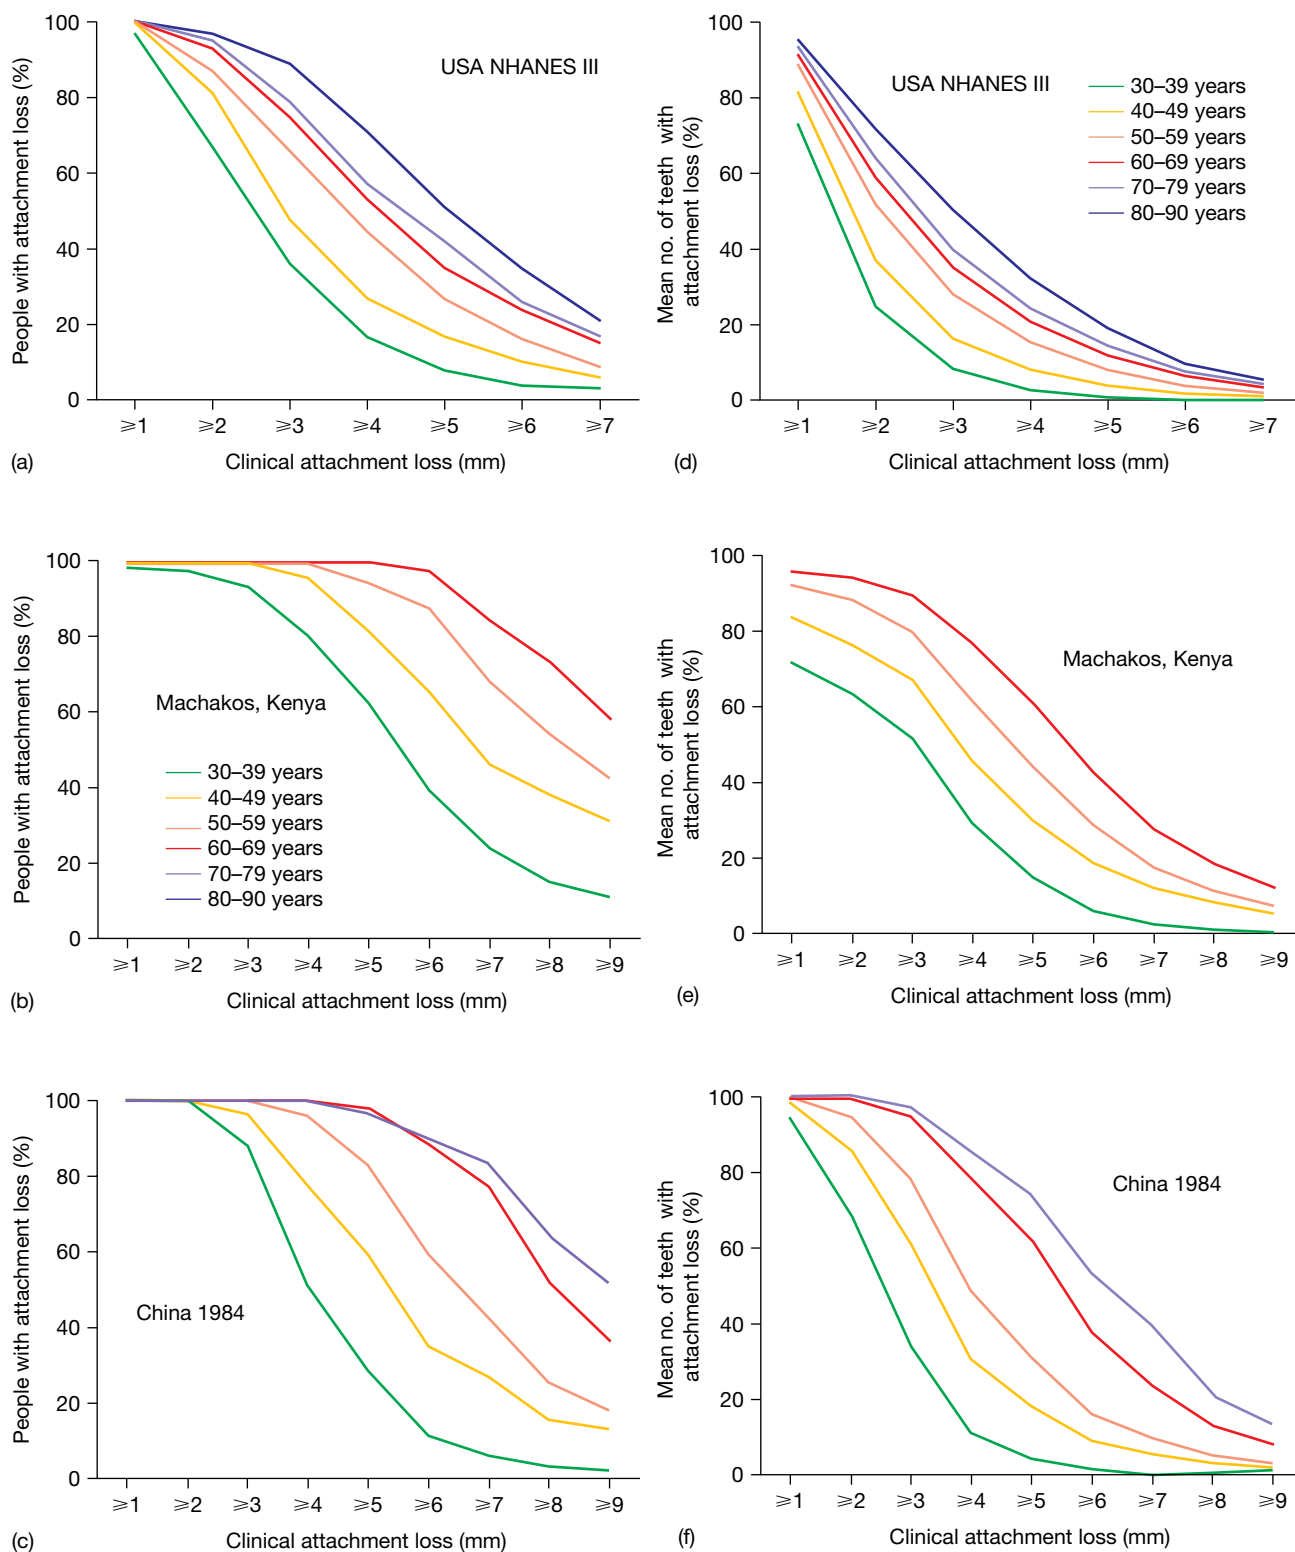 People with attachment loss (%)
100
80
60
40
20
0
USA NHANES III
⩾1 ⩾2 ⩾3 ⩾4 ⩾5 ⩾6 ⩾7
Clinical attachment loss (mm)
(a)
Mean no. of teeth with
attachment loss (%)
100
80
60
40
20
0
USA NHANES III
30–39 years
40–49 years
50–59 years
60–69 years
70–79 years
80–90 years
⩾1 ⩾2 ⩾3 ⩾4 ⩾5 ⩾6 ⩾7
Clinical attachment loss (mm)
(d)
People with attachment loss (%)
100
80
60
40
20
0
Machakos, Kenya
30–39 years
40–49 years
50–59 years
60–69 years
70–79 years
80–90 years
⩾1 ⩾2 ⩾3 ⩾4 ⩾5 ⩾6 ⩾7 ⩾8 ⩾9
Clinical attachment loss (mm)
(b)
Mean no. of teeth with
attachment loss (%)
100
80
60
40
20
0
Machakos, Kenya
⩾1 ⩾2 ⩾3 ⩾4 ⩾5 ⩾6 ⩾7 ⩾8 ⩾9
Clinical attachment loss (mm)
(e)
People with attachment loss (%)
100
80
60
40
20
0
China 1984
⩾1 ⩾2 ⩾3 ⩾4 ⩾5 ⩾6 ⩾7 ⩾8 ⩾9
Clinical attachment loss (mm)
(c)
Mean no. of teeth with
attachment loss (%)
100
80
60
40
20
0
China 1984
⩾1 ⩾2 ⩾3 ⩾4 ⩾5 ⩾6 ⩾7 ⩾8 ⩾9
Clinical attachment loss (mm)
(f)